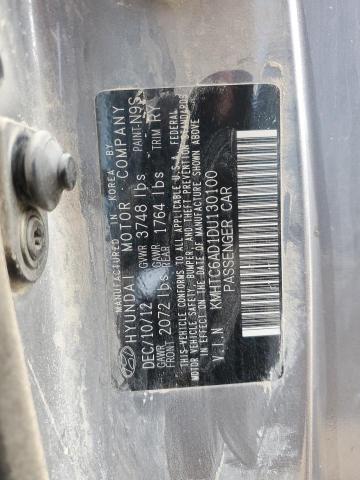 MANUFACTURED IN KOREA BY
HYUNDAI MOTOR COMPANY
DEC/10/12 GVWR 3748 lbs PAINT N9S
GAWR FRONT 2072 lbs GAWR REAR 1764 lbs TRIM RY
THIS VEHICLE CONFORMS TO ALL APPLICABLE U.S.A FEDERAL
MOTOR VEHICLE SAFETY, BUMPER, AND THEFT PREVENTION STANDARDS
IN EFFECT ON THE DATE OF MANUFACTURE SHOWN ABOVE
V.I.N KMHTC6AD1DU130100
PASSENGER CAR